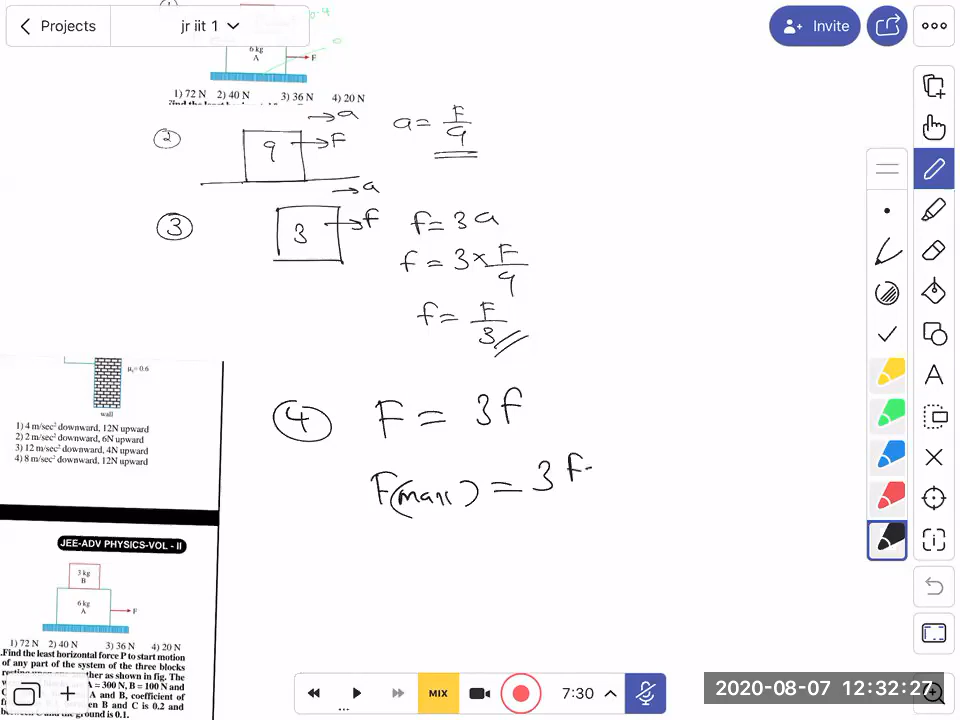 Projects
jr iit 1
Invite
6 kg
A
F
1) 72 N 2) 40 N 3) 36 N 4) 20 N
②
9
F
a
a = F/9
③
3
f
a
f = 3a
f = 3 × F/9
f = F/3
④ F = 3f
F(max) = 3 f
μs= 0.6
wall
1) 4 m/sec² downward, 12N upward
2) 2 m/sec² downward, 6N upward
3) 12 m/sec² downward, 4N upward
4) 8 m/sec² downward, 12N upward
JEE-ADV PHYSICS-VOL - II
3 kg
B
6 kg
A
F
1) 72 N 2) 40 N 3) 36 N 4) 20 N
.Find the least horizontal force P to start motion
of any part of the system of the three blocks
as shown in fig. The
A = 300 N, B = 100 N and
A and B, coefficient of
B and C is 0.2 and
ground is 0.1.
MIX
7:30
2020-08-07 12:32:27
A